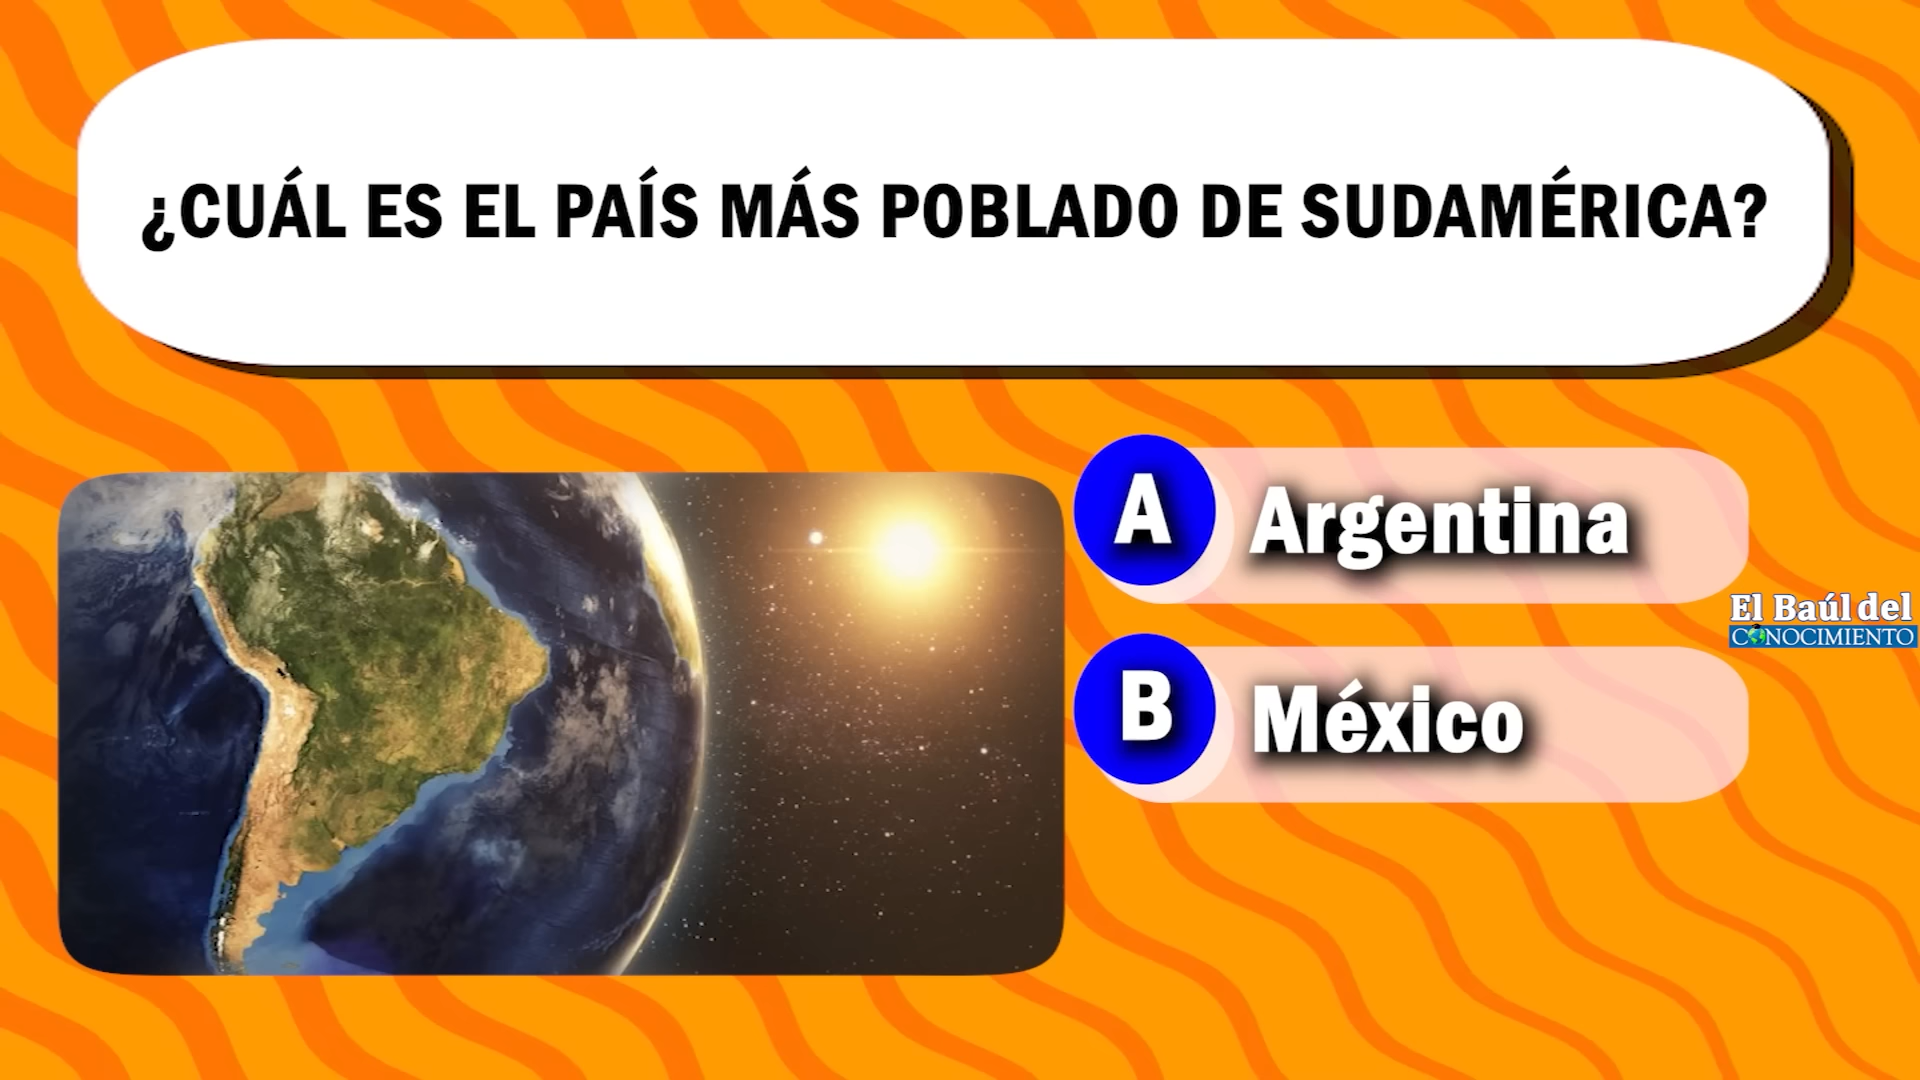 ¿CUÁL ES EL PAÍS MÁS POBLADO DE SUDAMÉRICA?
A Argentina
B México
El Baúl del
CONOCIMIENTO